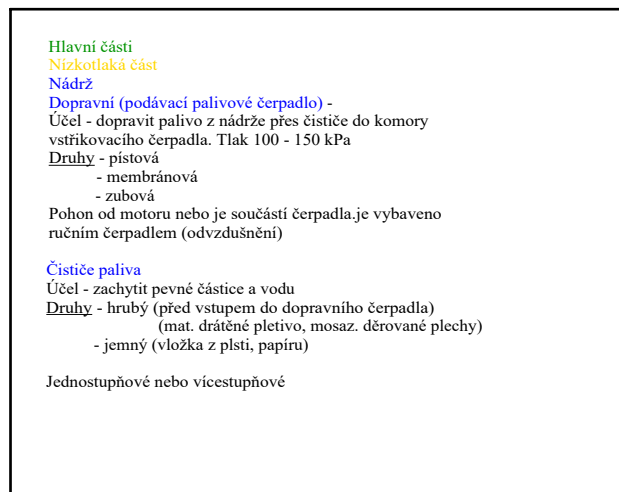 Hlavní části
Nízkotlaká část
Nádrž
Dopravní (podávací palivové čerpadlo) -
Účel - dopravit palivo z nádrže přes čističe do komory
vstřikovacího čerpadla. Tlak 100 - 150 kPa
Druhy - pístová
- membránová
- zubová
Pohon od motoru nebo je součástí čerpadla.je vybaveno
ručním čerpadlem (odvzdušnění)
Čističe paliva
Účel - zachytit pevné částice a vodu
Druhy - hrubý (před vstupem do dopravního čerpadla)
(mat. drátěné pletivo, mosaz. děrované plechy)
- jemný (vložka z plsti, papíru)
Jednostupňové nebo vícestupňové